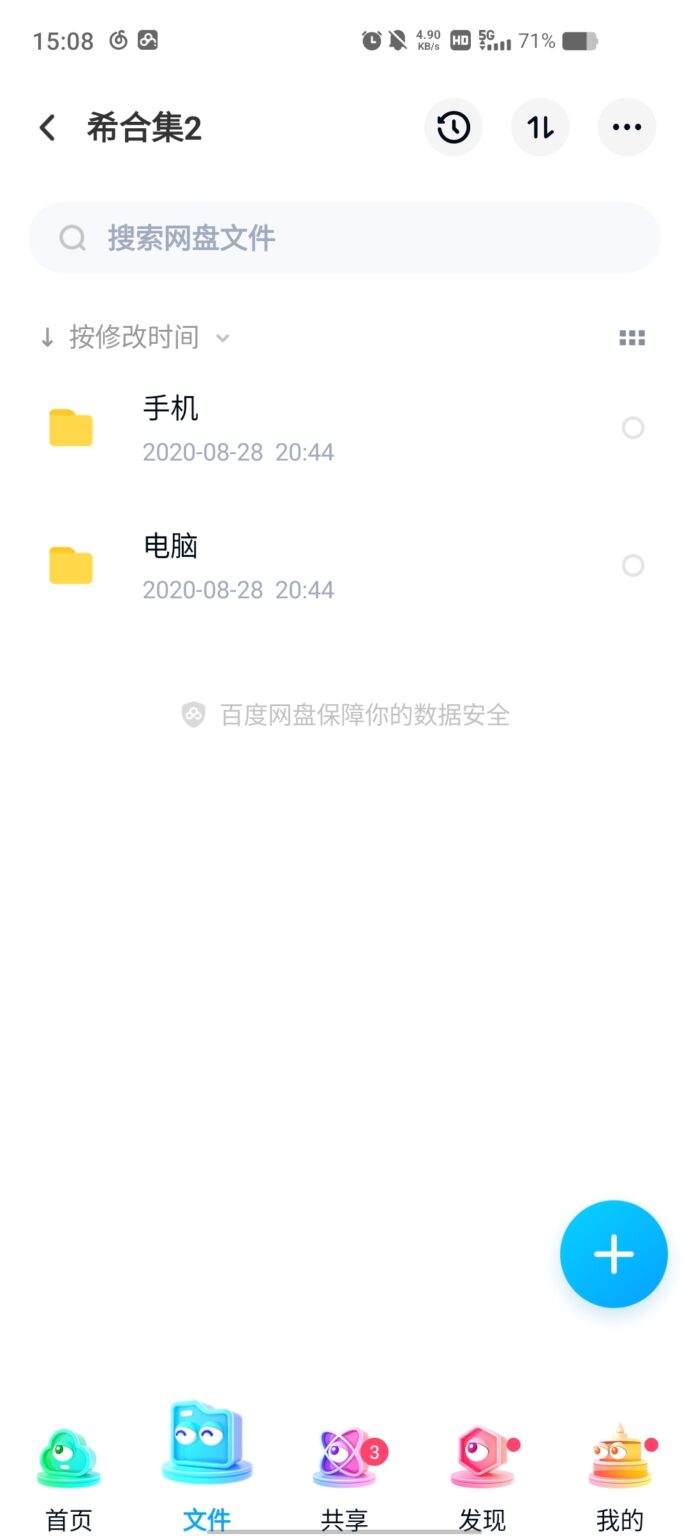 15:08 4.90 KB/s HD 5G 71%
希合集2
搜索网盘文件
按修改时间
手机
2020-08-28 20:44
电脑
2020-08-28 20:44
百度网盘保障你的数据安全
3
首页 文件 共享 发现 我的